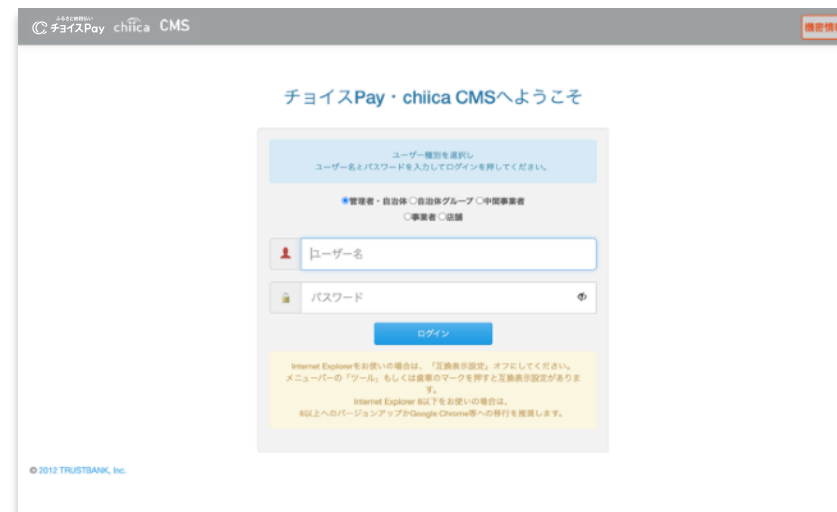 ふるさと納税払い
チョイスPay chiica CMS
機密情
チョイスPay・chiica CMSへようこそ
ユーザー種別を選択し
ユーザー名とパスワードを入力してログインを押してください。
管理者・自治体 自治体グループ 中間事業者
事業者 店舗
ユーザー名
パスワード
ログイン
Internet Explorerをお使いの場合は、「互換表示設定」オフにしてください。
メニューバーの「ツール」もしくは歯車のマークを押すと互換表示設定がありま
す。
Internet Explorer 8以下をお使いの場合は、
9以上へのバージョンアップかGoogle Chrome等への移行を推奨します。
© 2012 TRUSTBANK, Inc.